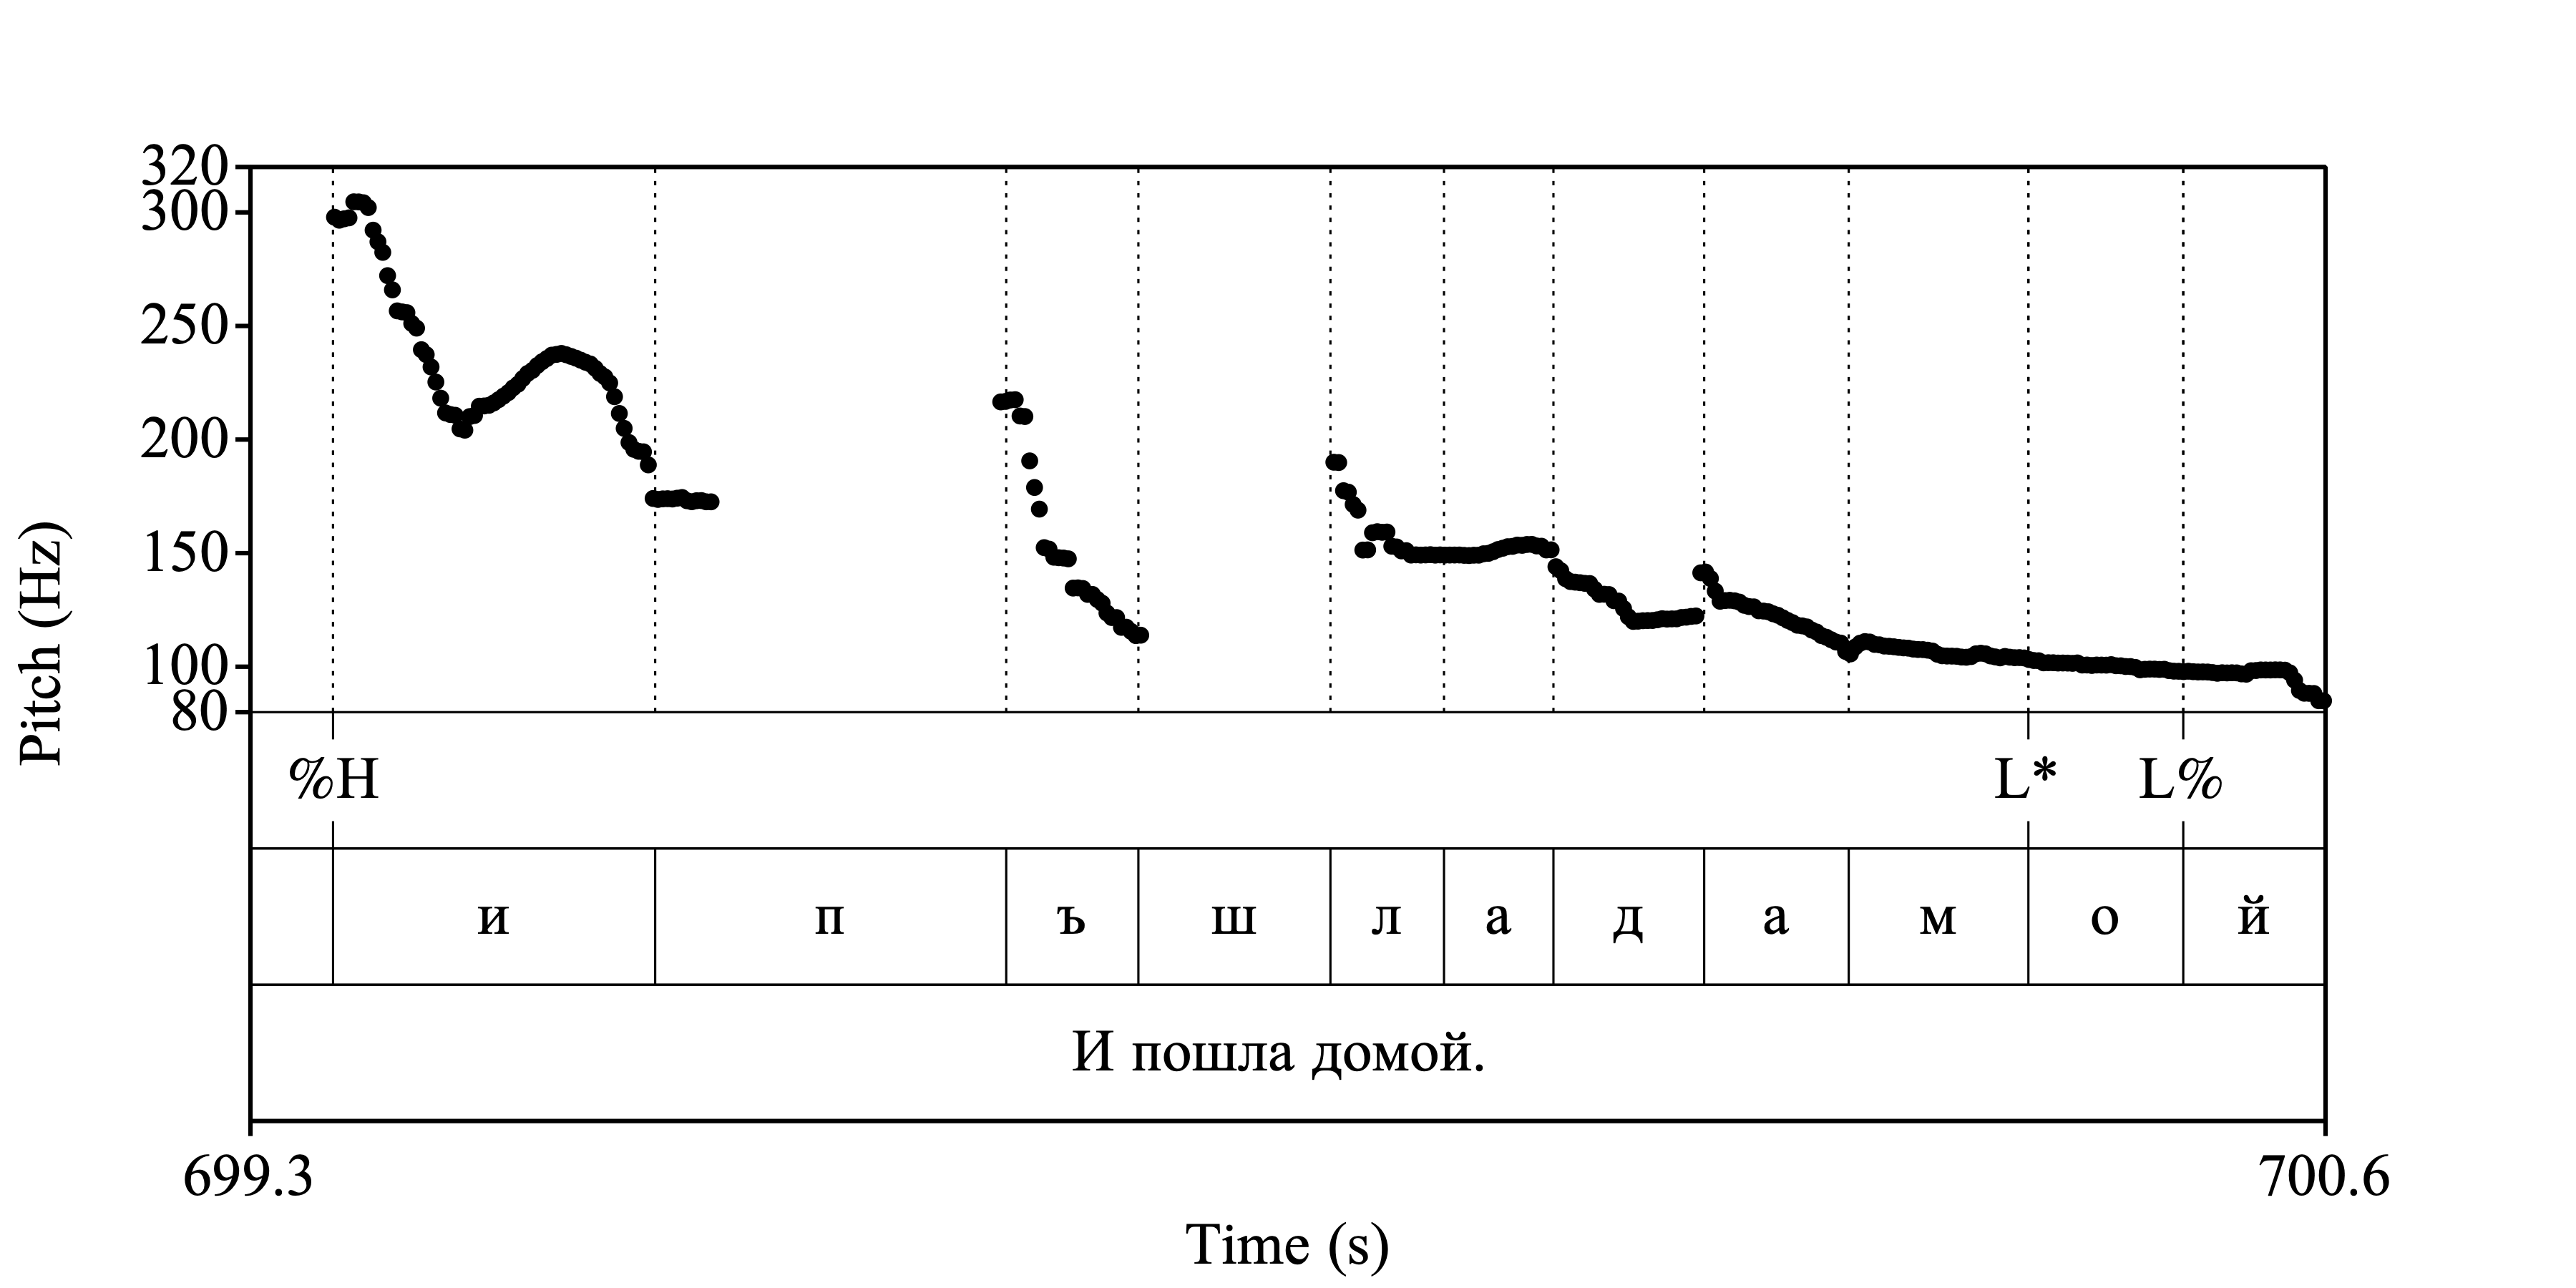 320
300
250
200
150
100
80
Pitch (Hz)
%H L* L%
и п ъ ш л а д а м о й
И пошла домой.
699.3 700.6
Time (s)